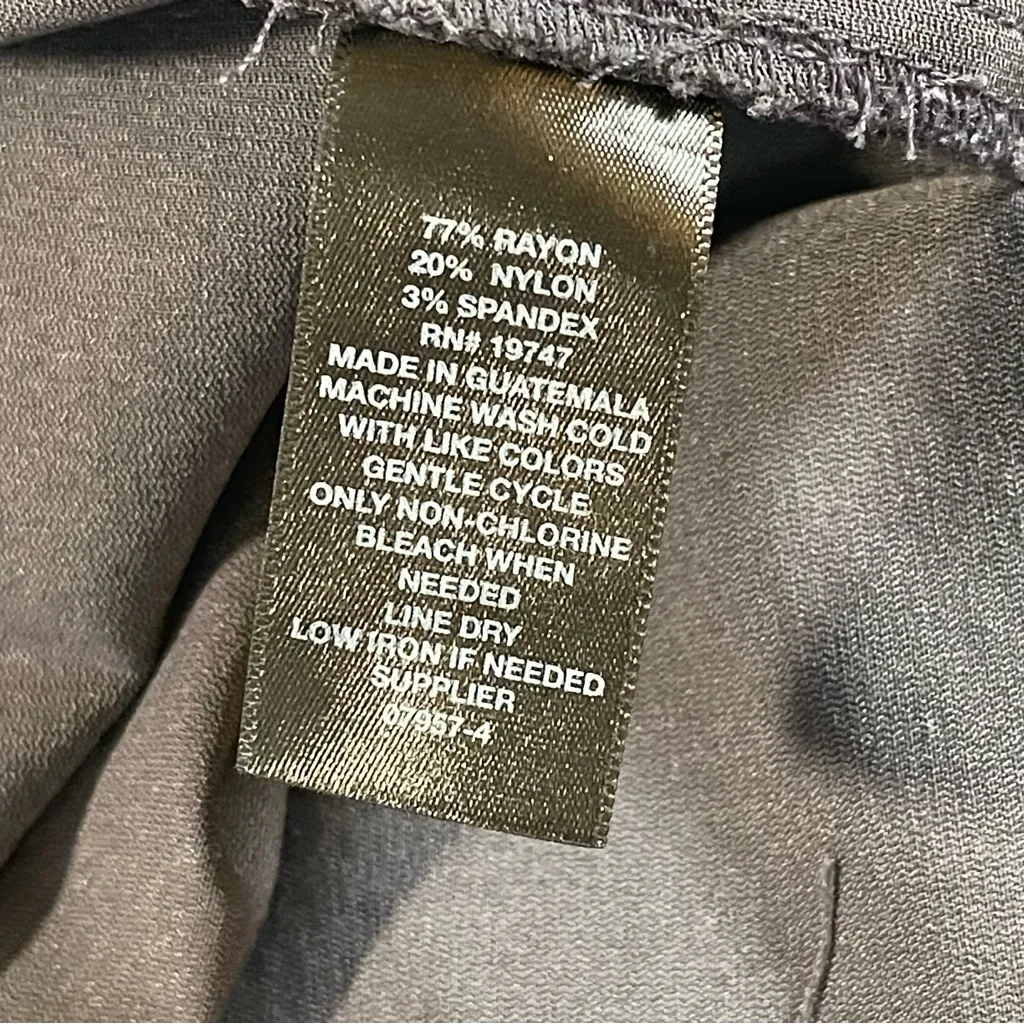 77% RAYON
20% NYLON
3% SPANDEX
RN# 19747
MADE IN GUATEMALA
MACHINE WASH COLD
WITH LIKE COLORS
GENTLE CYCLE
ONLY NON-CHLORINE
BLEACH WHEN
NEEDED
LINE DRY
LOW IRON IF NEEDED
SUPPLIER
07957-4